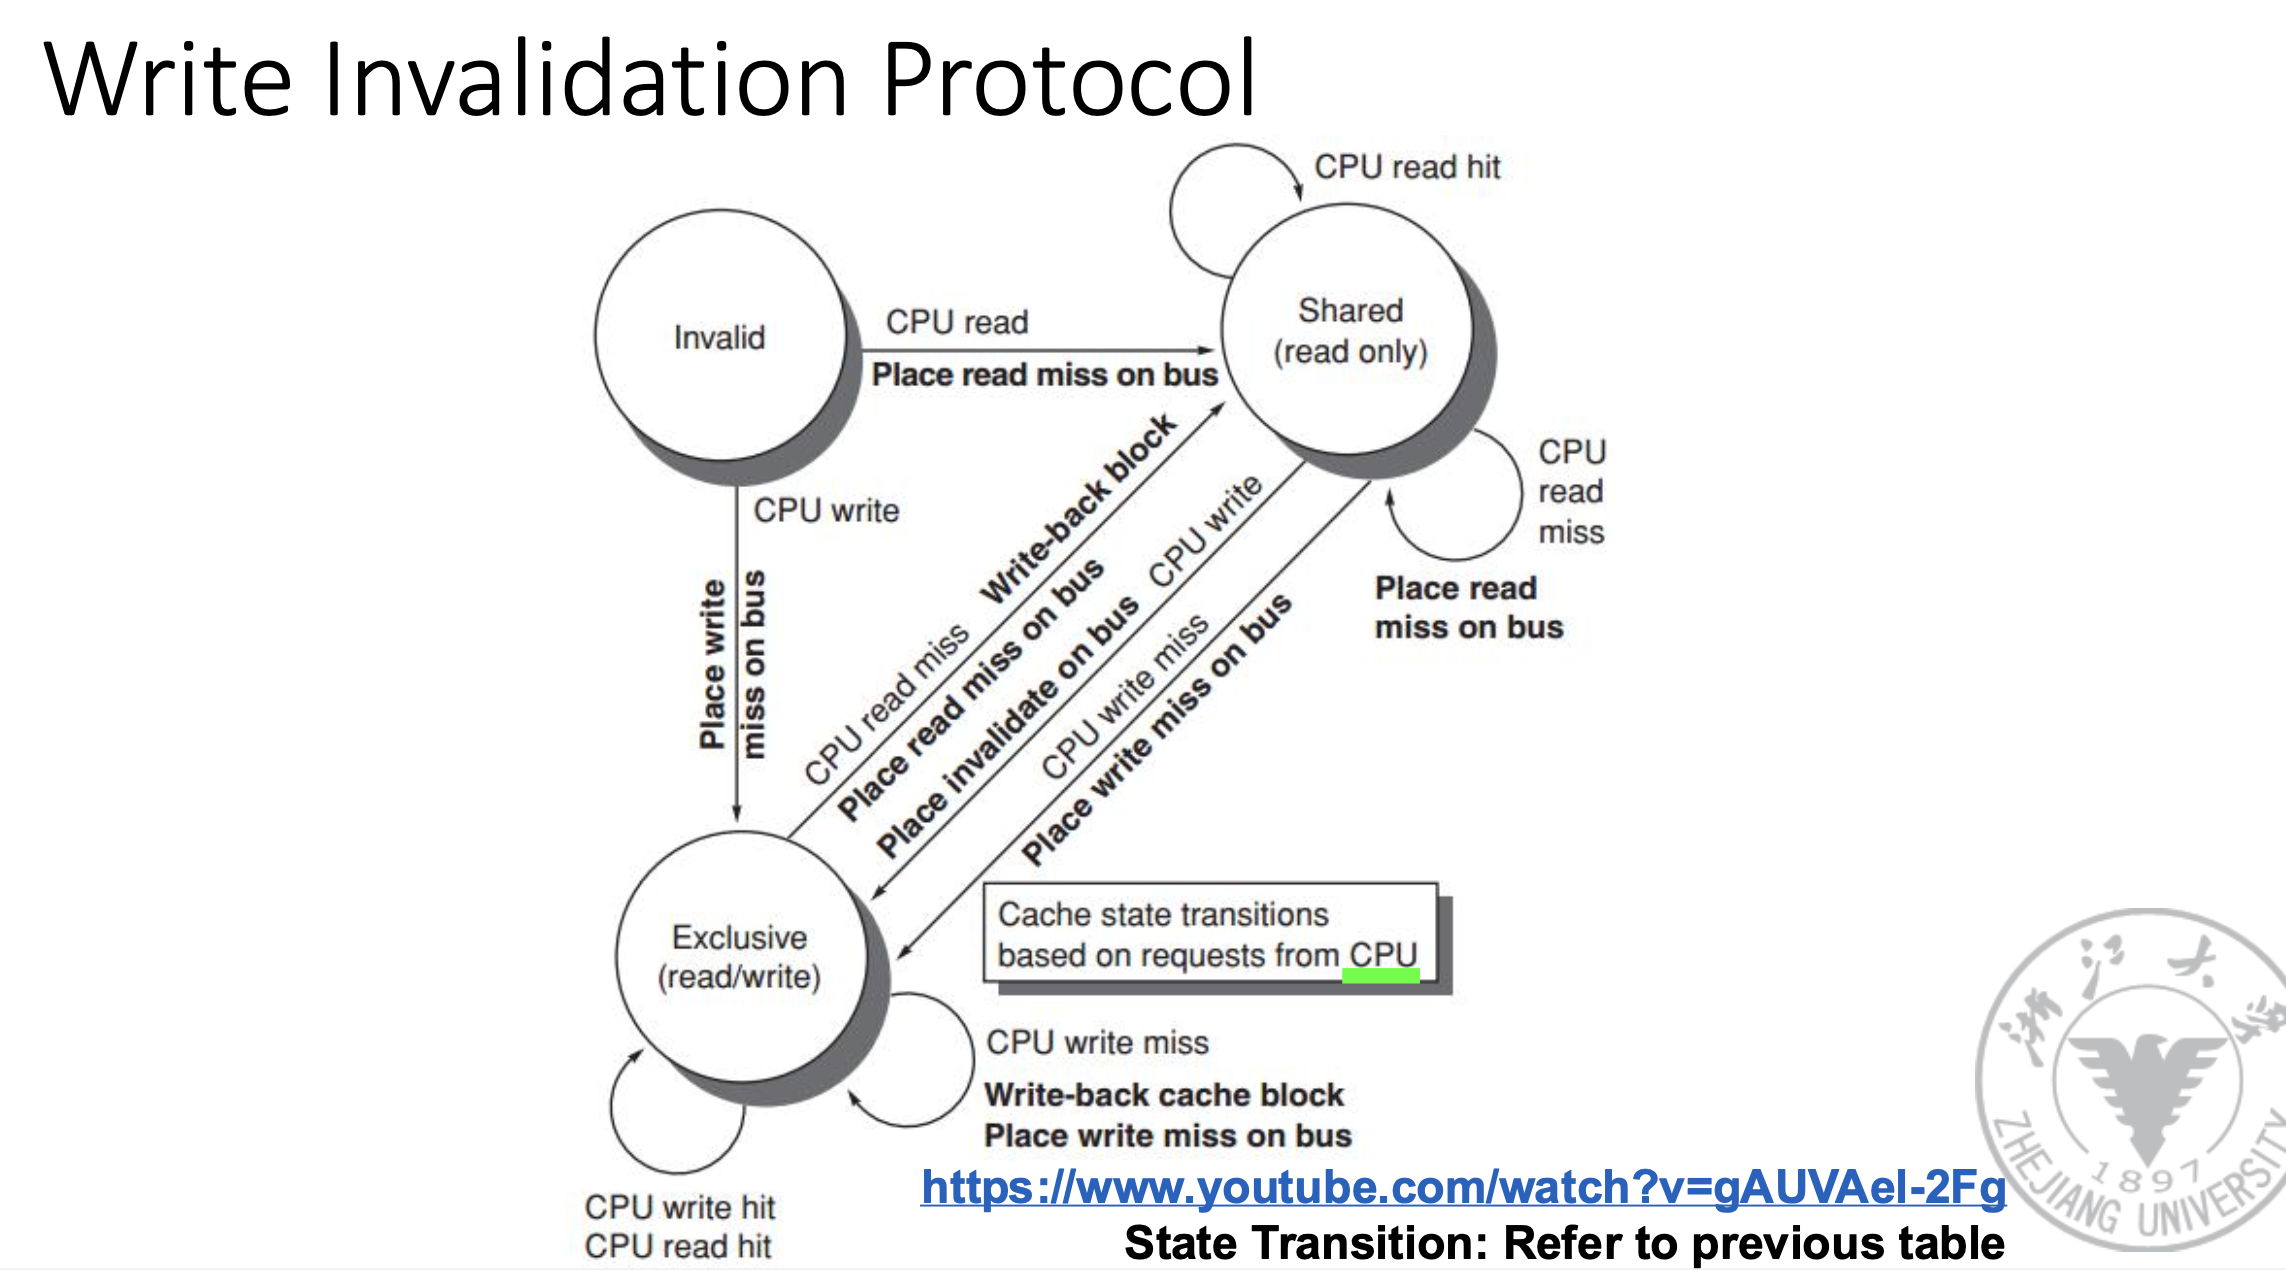 Write Invalidation Protocol
CPU read hit
Invalid
CPU read
Place read miss on bus
Shared
(read only)
CPU
read
miss
Place read
miss on bus
CPU write
Place write
miss on bus
CPU read miss Write-back block
Place read miss on bus
Place invalidate on bus CPU write
CPU write miss
Place write miss on bus
Exclusive
(read/write)
Cache state transitions
based on requests from CPU
CPU write miss
Write-back cache block
Place write miss on bus
CPU write hit
CPU read hit
https://www.youtube.com/watch?v=gAUVAel-2Fg
State Transition: Refer to previous table
浙江大学
1897
ZHEJIANG UNIVERSITY